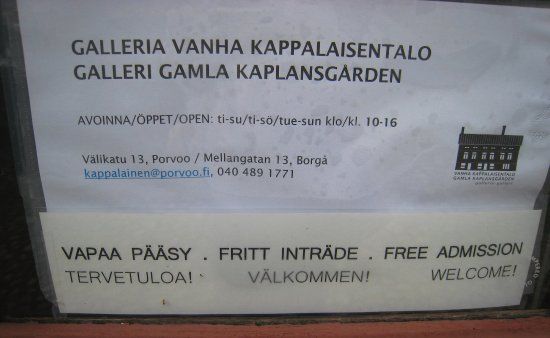 GALLERIA VANHA KAPPALAISENTALO
GALLERI GAMLA KAPLANSGÅRDEN
AVOINNA/ÖPPET/OPEN: ti-su/ti-sö/tue-sun klo/kl. 10-16
Välikatu 13, Porvoo / Mellangatan 13, Borgå
kappalainen@porvoo.fi, 040 489 1771
VANHA KAPPALAISENTALO
GAMLA KAPLANSGÅRDEN
galleria galleri
VAPAA PÄÄSY . FRITT INTRÄDE . FREE ADMISSION
TERVETULOA! VÄLKOMMEN! WELCOME!